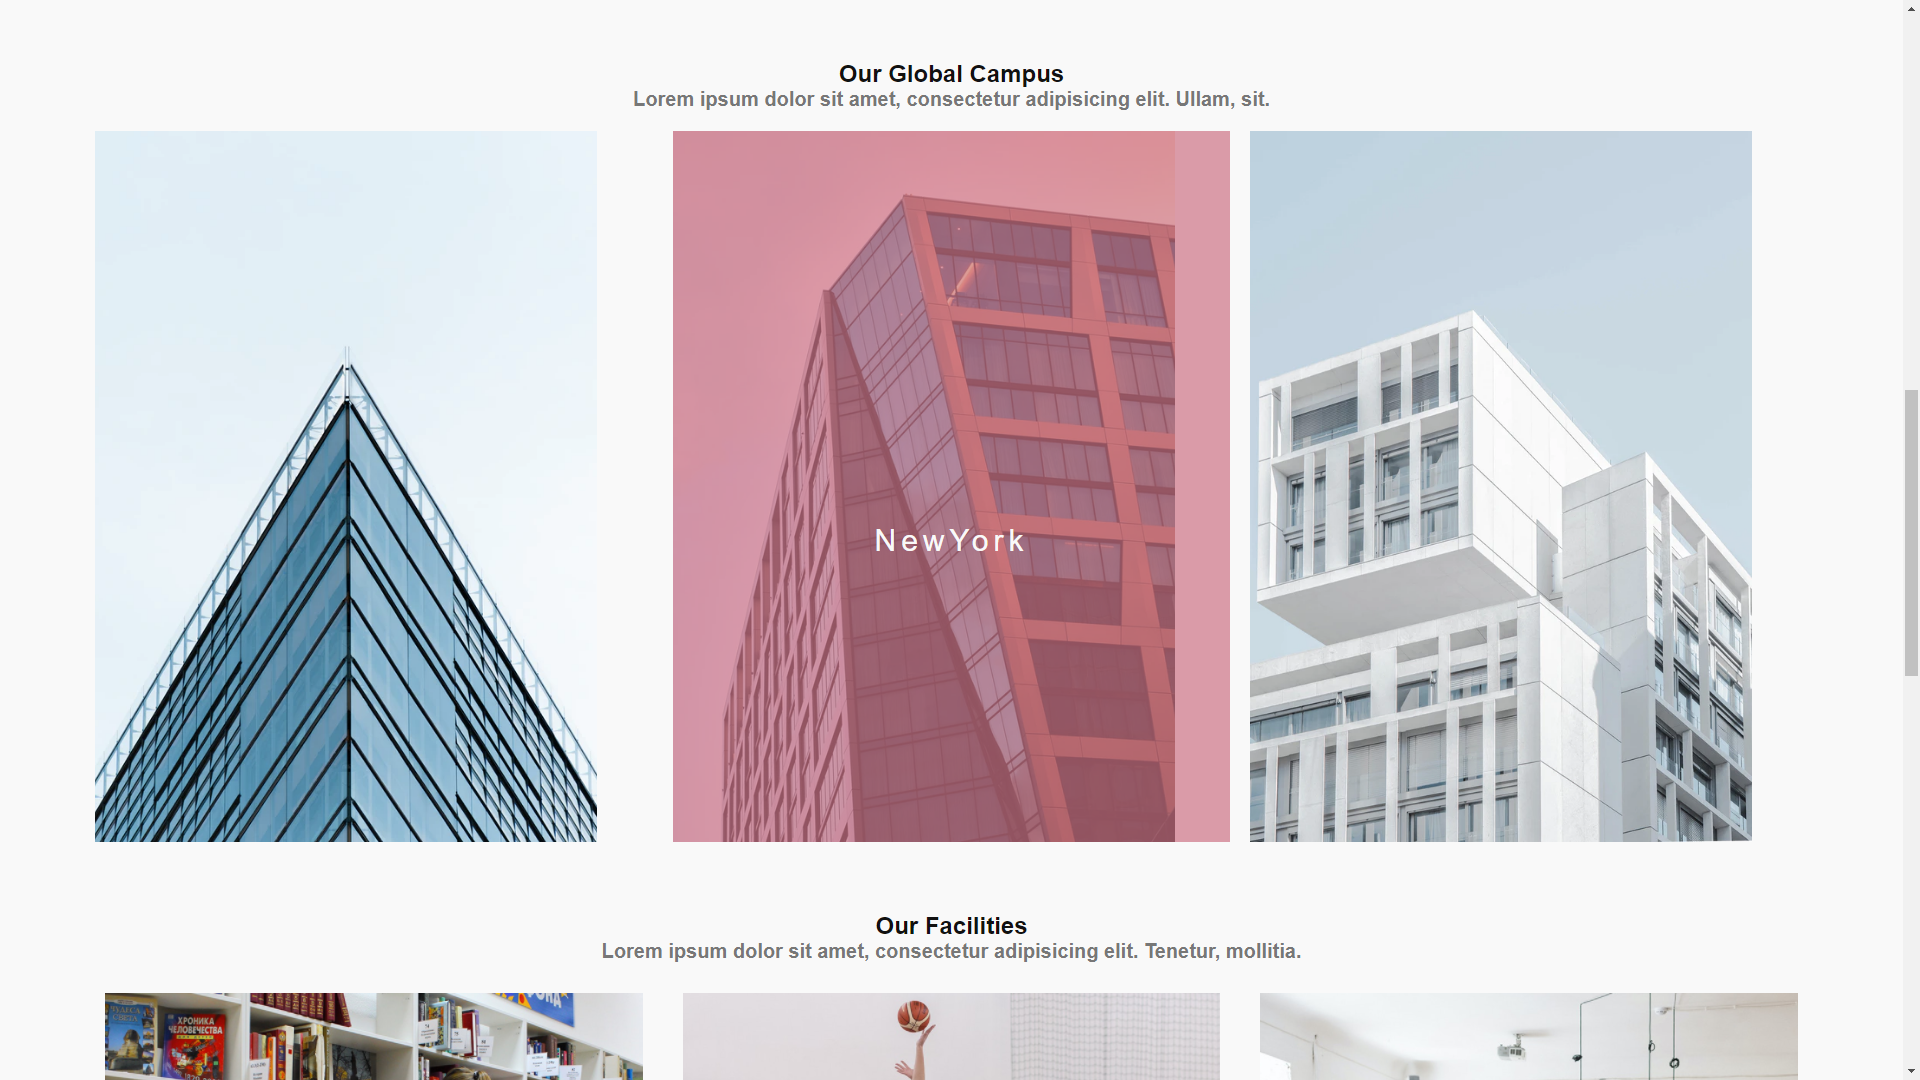 Our Global Campus
Lorem ipsum dolor sit amet, consectetur adipisicing elit. Ullam, sit.
NewYork
Our Facilities
Lorem ipsum dolor sit amet, consectetur adipisicing elit. Tenetur, mollitia.
ХРОНИКА
ЧЕЛОВЕЧЕСТВА